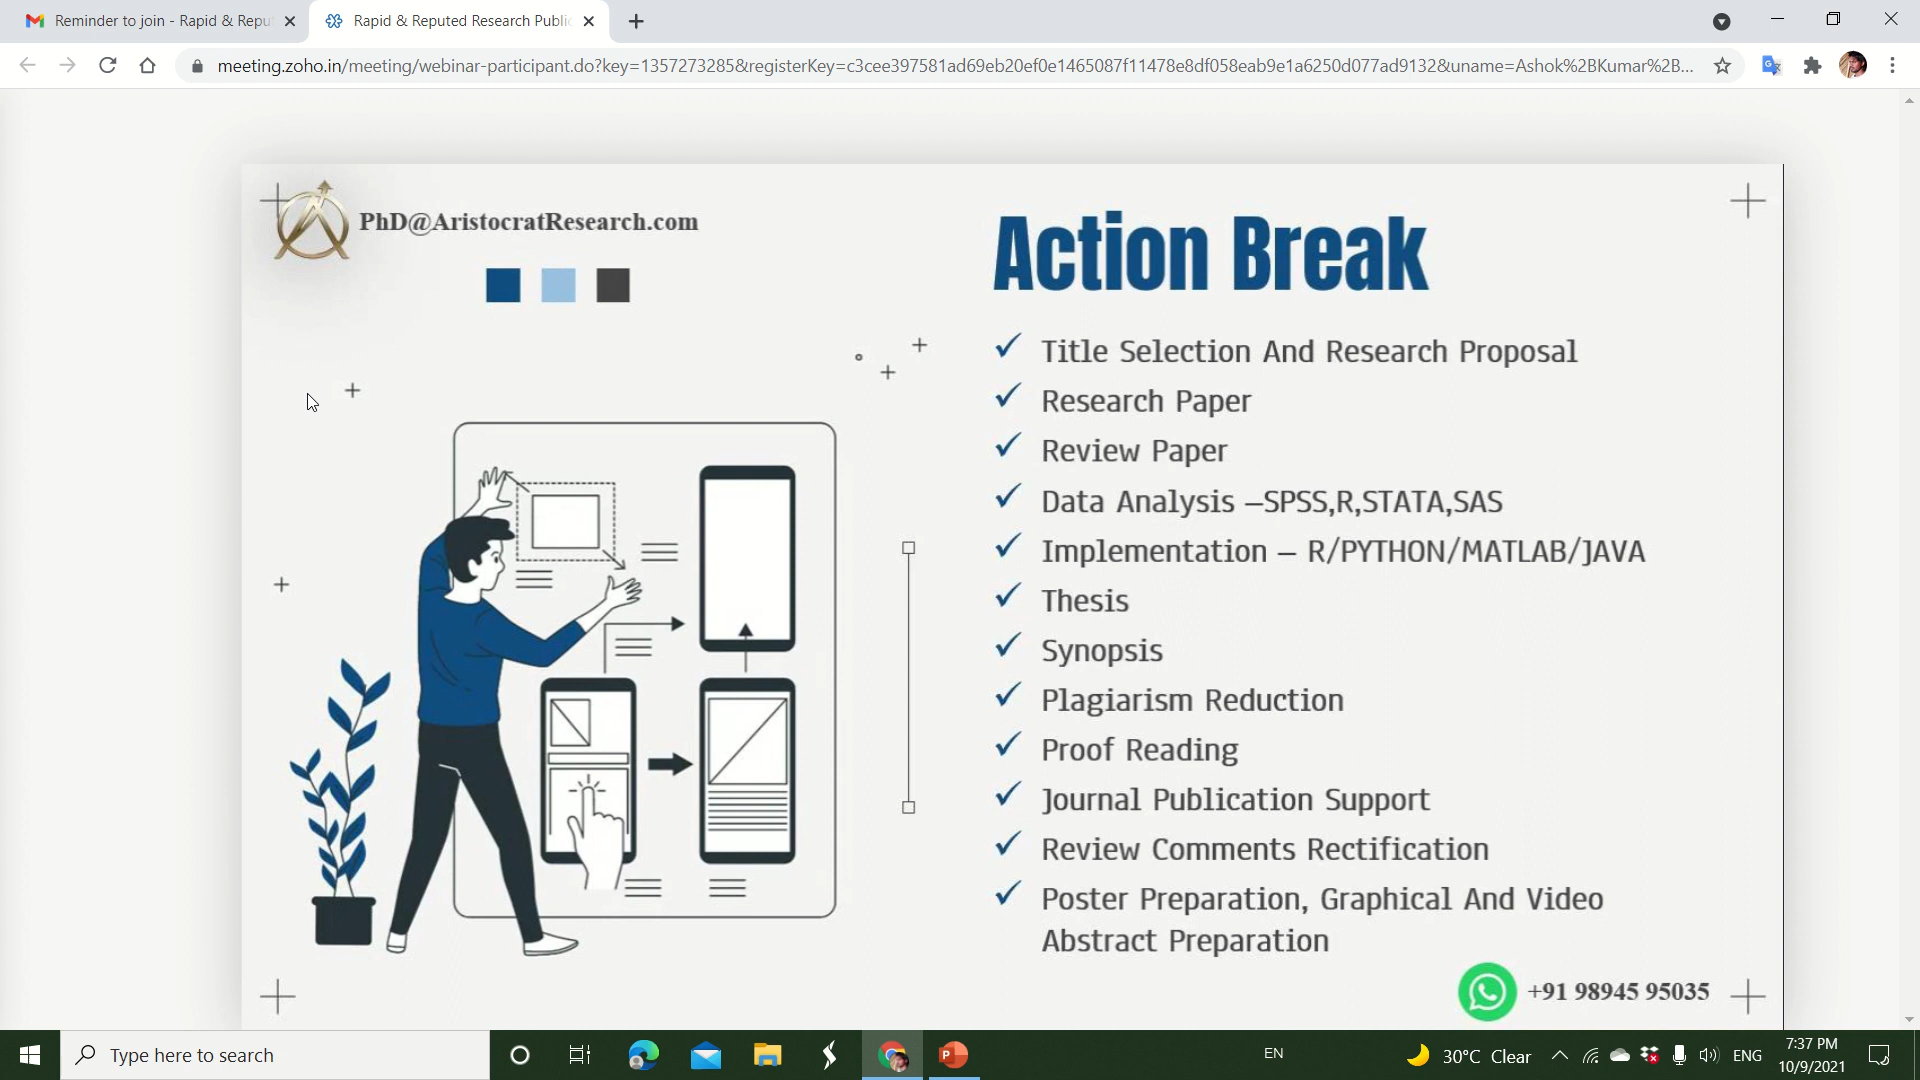 Reminder to join - Rapid & Repu
Rapid & Reputed Research Public
meeting.zoho.in/meeting/webinar-participant.do?key=1357273285&registerKey=c3cee397581ad69eb20ef0e1465087f11478e8df058eab9e1a6250d077ad9132&uname=Ashok%2BKumar%2B...
PhD@AristocratResearch.com
Action Break
Title Selection And Research Proposal
Research Paper
Review Paper
Data Analysis –SPSS,R,STATA,SAS
Implementation – R/PYTHON/MATLAB/JAVA
Thesis
Synopsis
Plagiarism Reduction
Proof Reading
Journal Publication Support
Review Comments Rectification
Poster Preparation, Graphical And Video
Abstract Preparation
+91 98945 95035
Type here to search
EN
30°C Clear
ENG
7:37 PM
10/9/2021